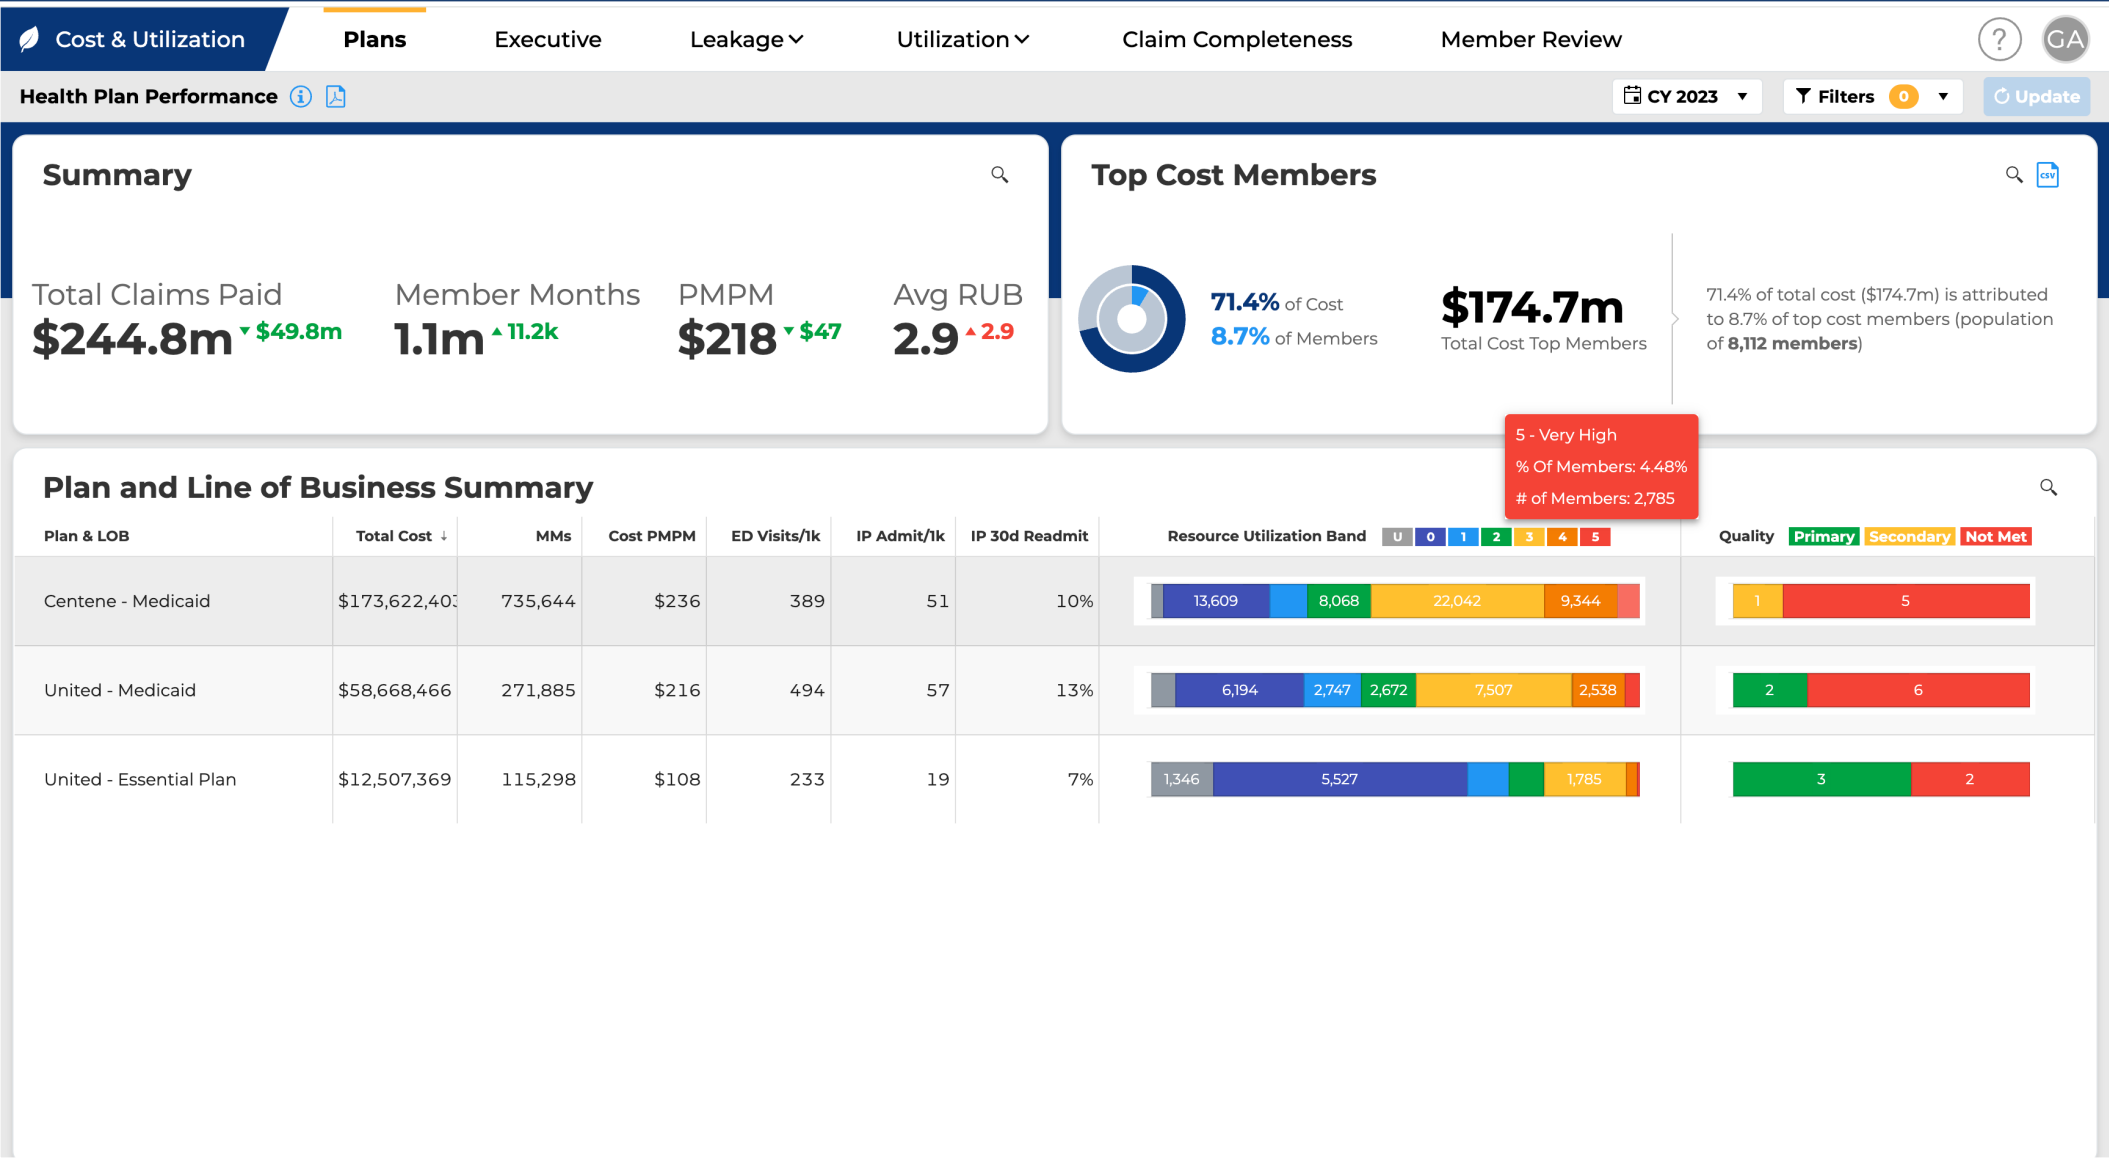 Cost & Utilization
Plans
Executive
Leakage
Utilization
Claim Completeness
Member Review
?
GA
Health Plan Performance
CY 2023
Filters 0
Update
Summary
Total Claims Paid
$244.8m $49.8m
Member Months
1.1m 11.2k
PMPM
$218 $47
Avg RUB
2.9 2.9
Top Cost Members
CSV
71.4% of Cost
8.7% of Members
$174.7m
Total Cost Top Members
71.4% of total cost ($174.7m) is attributed
to 8.7% of top cost members (population
of 8,112 members)
5 - Very High
% Of Members: 4.48%
# of Members: 2,785
Plan and Line of Business Summary
Plan & LOB Total Cost ↓ MMs Cost PMPM ED Visits/1k IP Admit/1k IP 30d Readmit Resource Utilization Band U 0 1 2 3 4 5 Quality Primary Secondary Not Met
Centene - Medicaid $173,622,403 735,644 $236 389 51 10% 13,609 8,068 22,042 9,344 1 5
United - Medicaid $58,668,466 271,885 $216 494 57 13% 6,194 2,747 2,672 7,507 2,538 2 6
United - Essential Plan $12,507,369 115,298 $108 233 19 7% 1,346 5,527 1,785 3 2